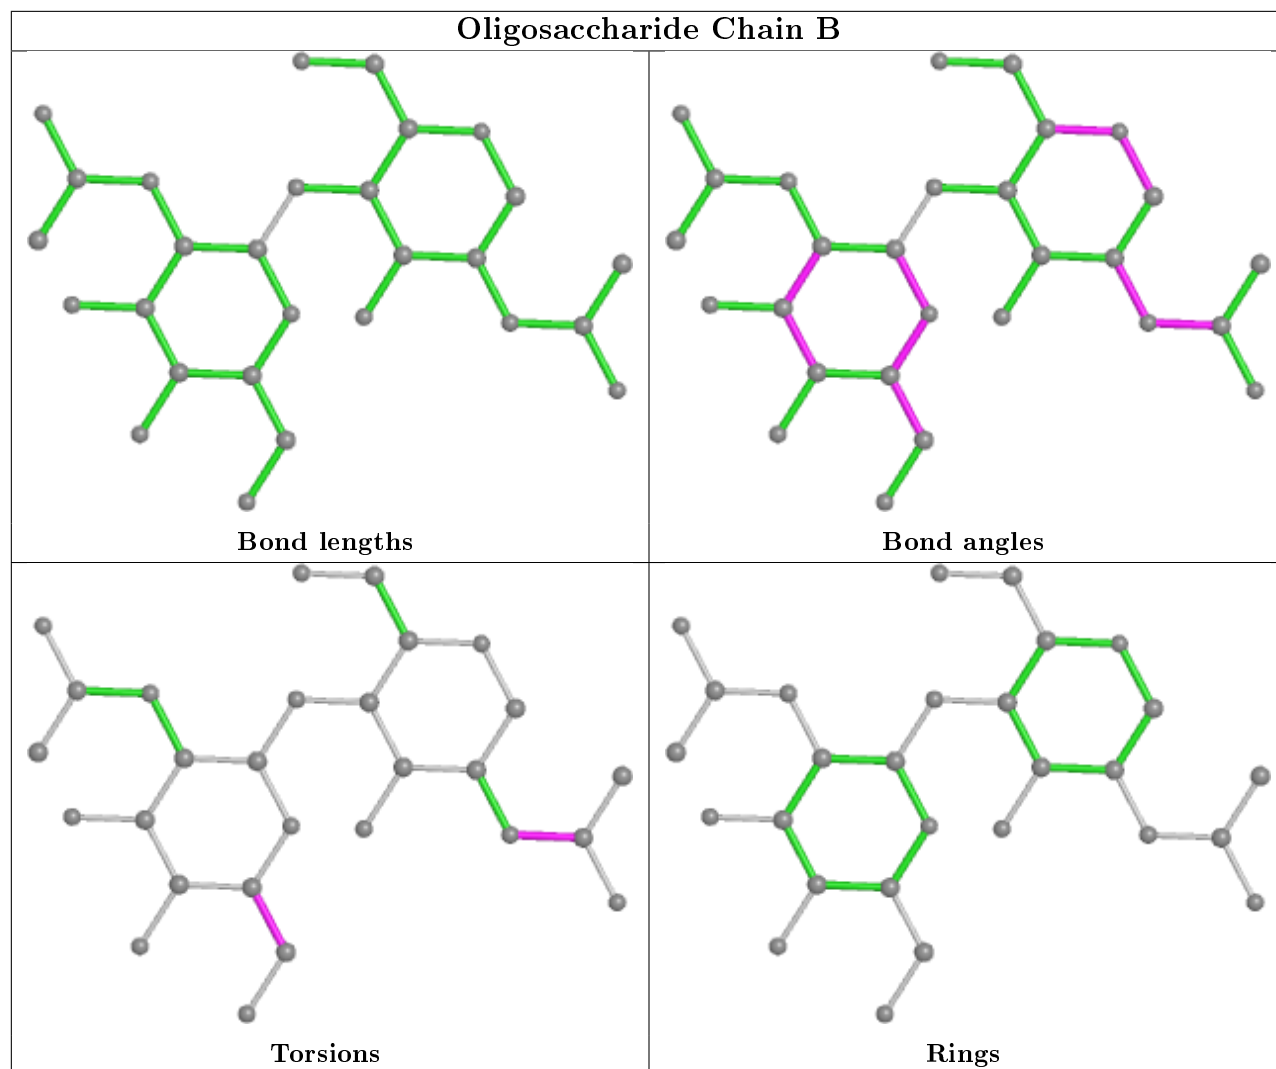 Oligosaccharide Chain B
Bond lengths
Bond angles
Torsions
Rings